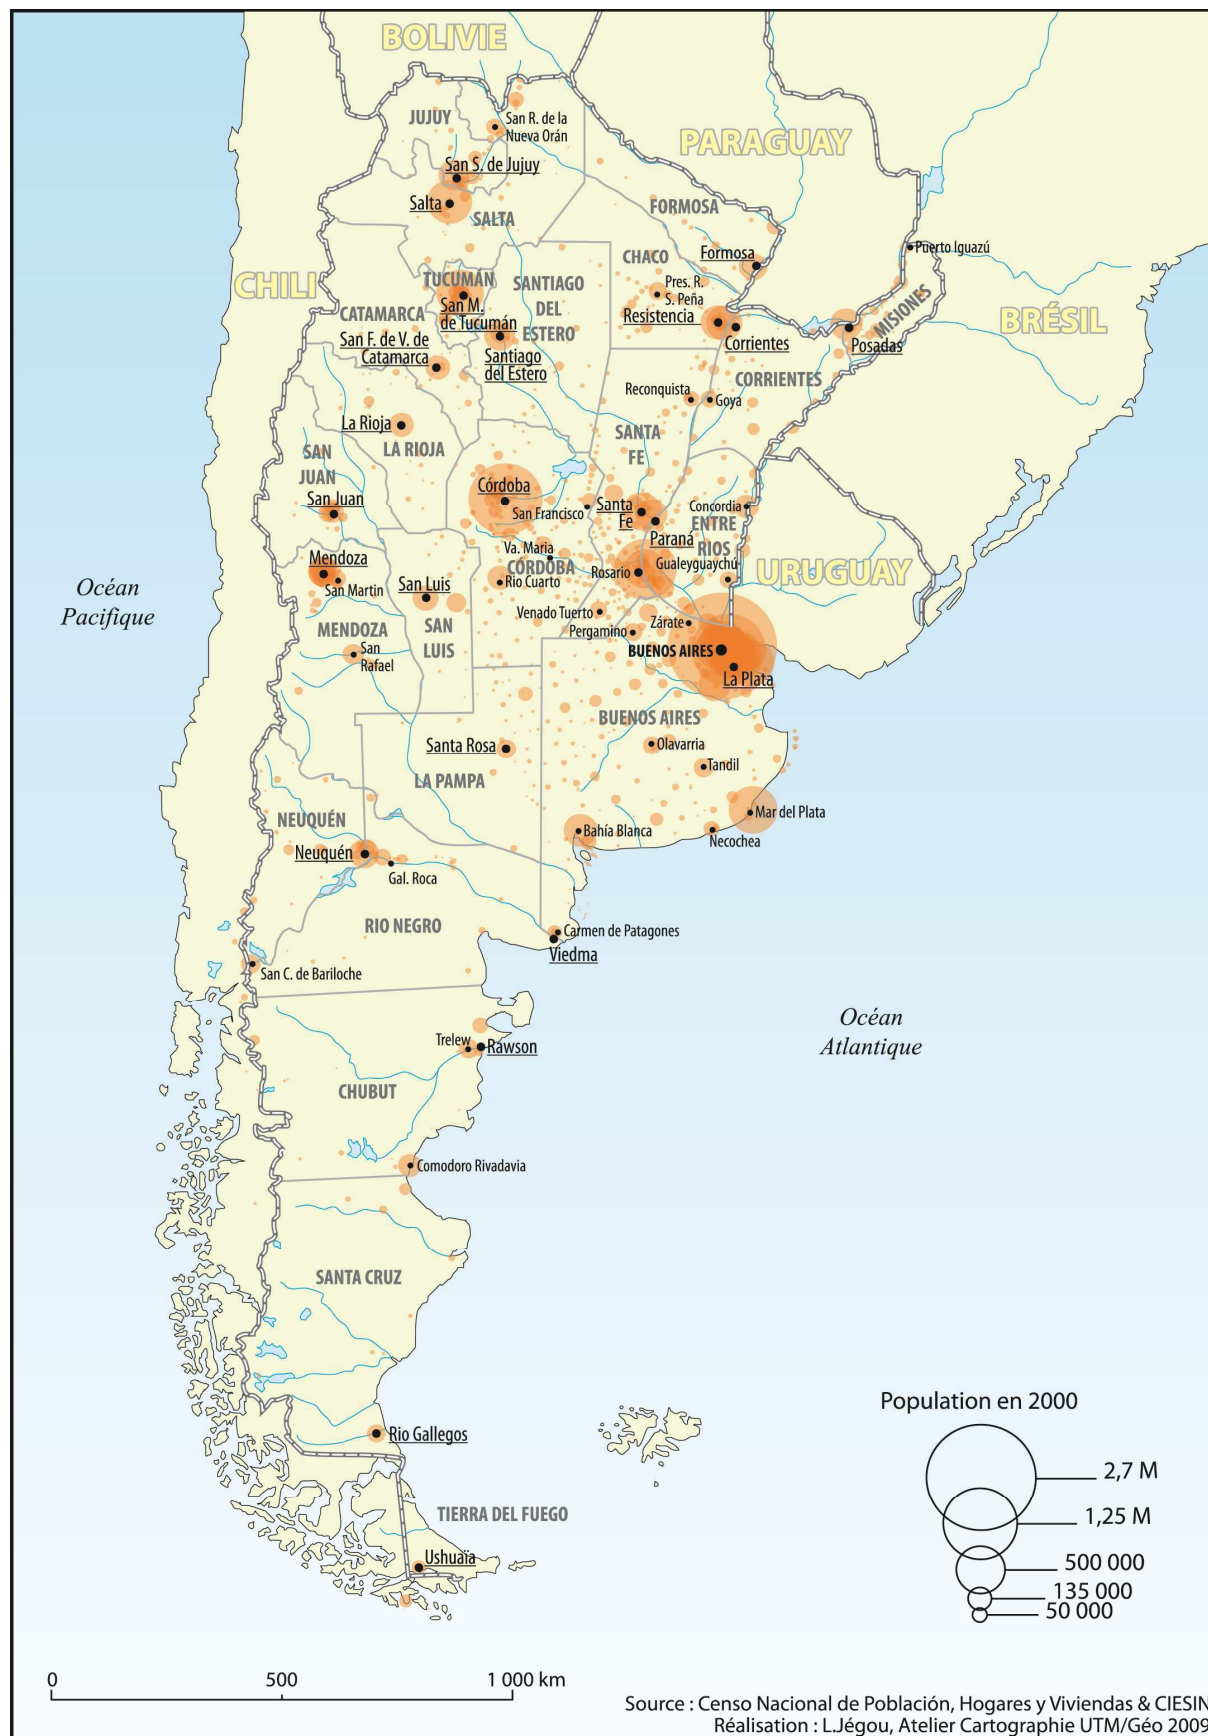 BOLIVIE
San R. de la
Nueva Orán
JUJUY
PARAGUAY
San S. de Jujuy
Salta
SALTA
FORMOSA
Puerto Iguazú
Formosa
CHACO
CHILI
TUCUMÁN
SANTIAGO
DEL
ESTERO
Pres. R.
S. Peña
MISIONES
BRÉSIL
CATAMARCA
San M.
de Tucumán
Resistencia
Corrientes
Posadas
San F. de V. de
Catamarca
Santiago
del Estero
CORRIENTES
Reconquista
Goya
La Rioja
LA RIOJA
SANTA
FE
SAN
JUAN
San Juan
Córdoba
San Francisco
Santa
Fe
Paraná
Concordia
ENTRE
RIOS
Va. Maria
CÓRDOBA
Rio Cuarto
Rosario
Gualeyguaychú
URUGUAY
Mendoza
San Martin
San Luis
Océan
Pacifique
Venado Tuerto
Pergamino
Zárate
MENDOZA
SAN
LUIS
San
Rafael
BUENOS AIRES
La Plata
BUENOS AIRES
Santa Rosa
LA PAMPA
Olavarria
Tandil
Mar del Plata
NEUQUÉN
Bahía Blanca
Necochea
Neuquén
Gal. Roca
RIO NEGRO
Carmen de Patagones
Viedma
San C. de Bariloche
Océan
Atlantique
Trelew
Rawson
CHUBUT
Comodoro Rivadavia
SANTA CRUZ
Rio Gallegos
TIERRA DEL FUEGO
Ushuaïa
Population en 2000
2,7 M
1,25 M
500 000
135 000
50 000
0 500 1 000 km
Source : Censo Nacional de Población, Hogares y Viviendas & CIESIN
Réalisation : L.Jégou, Atelier Cartographie UTM/Géo 2009